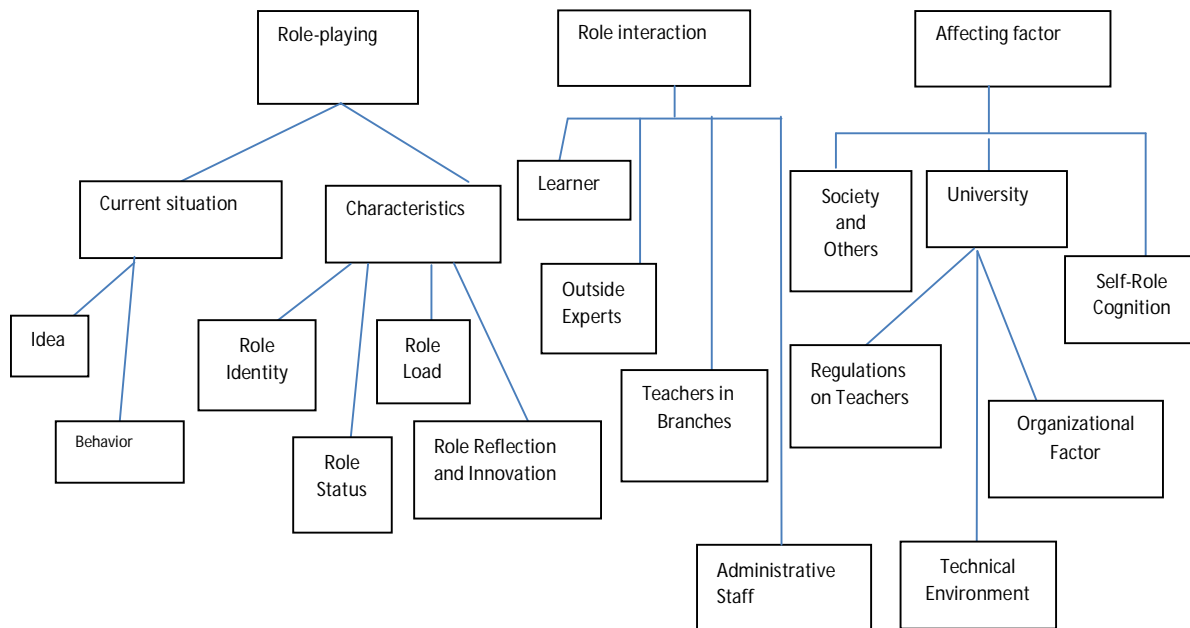 Role-playing
Role interaction
Affecting factor
Current situation
Characteristics
Learner
Society
and
Others
University
Idea
Role
Identity
Role
Load
Outside
Experts
Self-Role
Cognition
Behavior
Role
Status
Role Reflection
and Innovation
Teachers in
Branches
Regulations
on Teachers
Organizational
Factor
Administrative
Staff
Technical
Environment